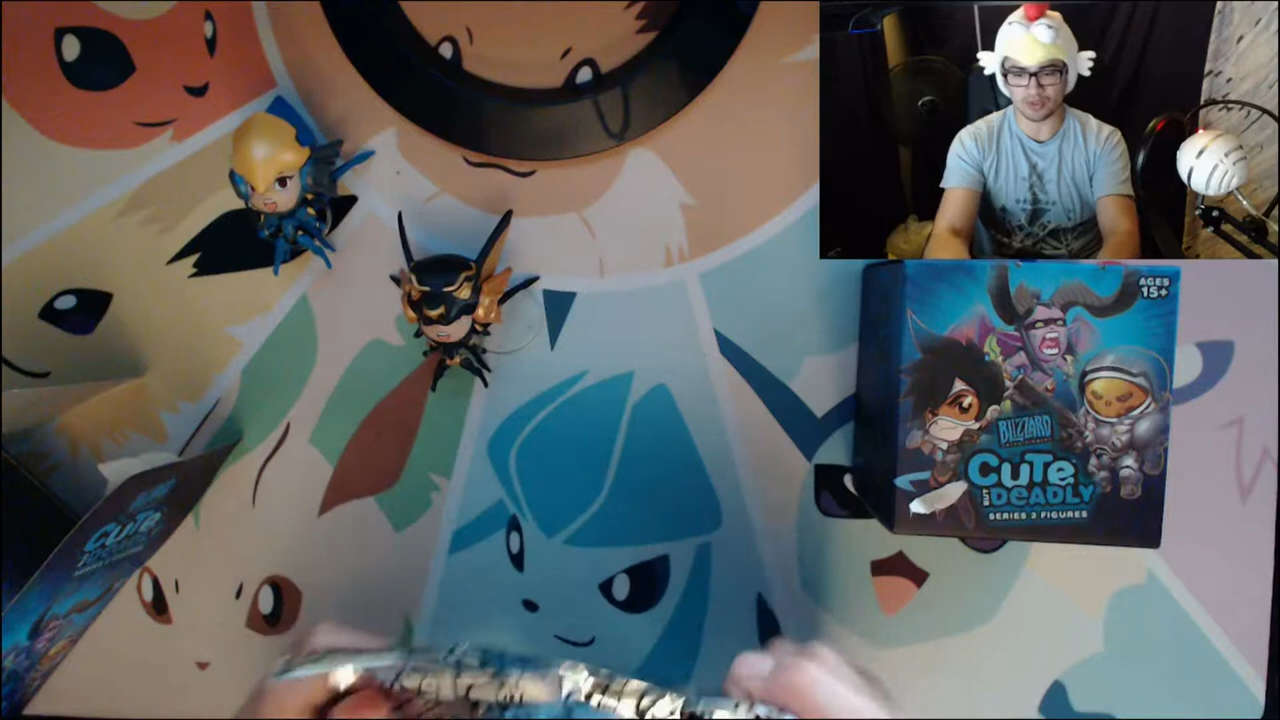 AGES
15+
BLIZZARD
CUTE
BUT DEADLY
SERIES 3 FIGURES
CUTE